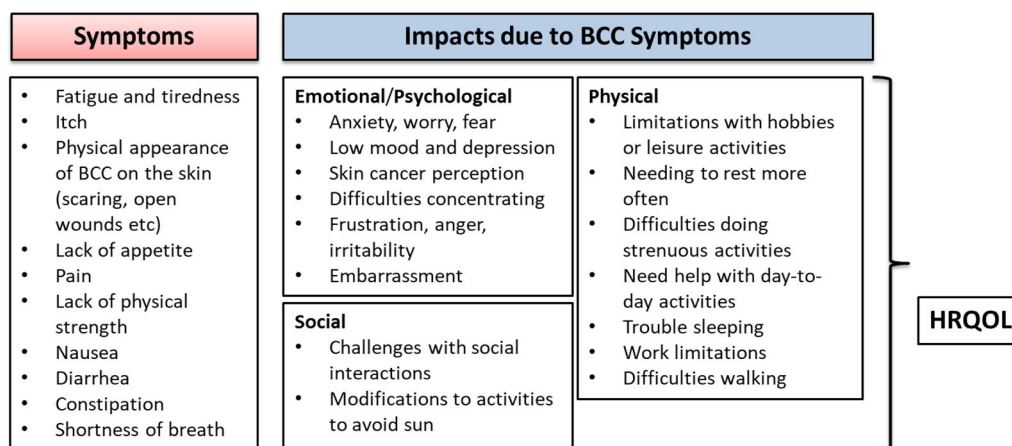 Symptoms
Impacts due to BCC Symptoms
• Fatigue and tiredness
• Itch
• Physical appearance
of BCC on the skin
(scaring, open
wounds etc)
• Lack of appetite
• Pain
• Lack of physical
strength
• Nausea
• Diarrhea
• Constipation
• Shortness of breath
Emotional/Psychological
• Anxiety, worry, fear
• Low mood and depression
• Skin cancer perception
• Difficulties concentrating
• Frustration, anger,
irritability
• Embarrassment
Social
• Challenges with social
interactions
• Modifications to activities
to avoid sun
Physical
• Limitations with hobbies
or leisure activities
• Needing to rest more
often
• Difficulties doing
strenuous activities
• Need help with day-to-
day activities
• Trouble sleeping
• Work limitations
• Difficulties walking
HRQOL